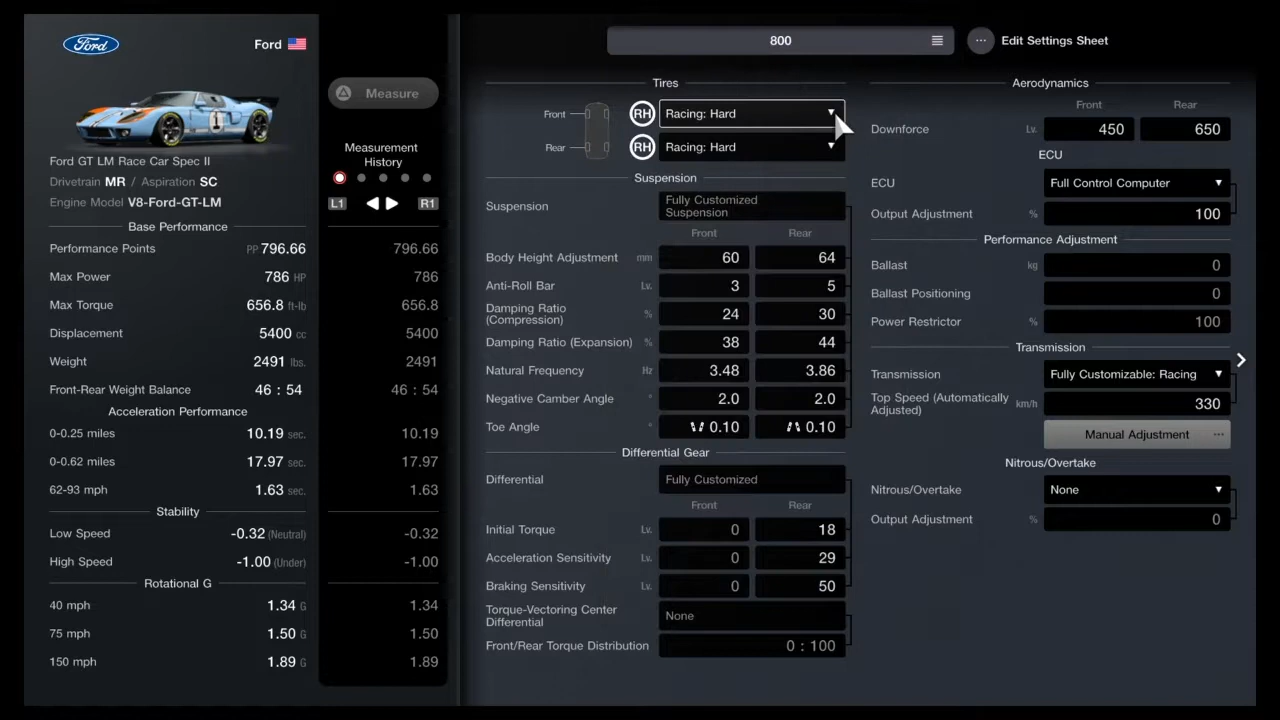 Ford
Ford
1
Ford GT LM Race Car Spec II
Drivetrain MR / Aspiration SC
Engine Model V8-Ford-GT-LM
Base Performance
Performance Points PP 796.66
Max Power 786 HP
Max Torque 656.8 ft-lb
Displacement 5400 cc
Weight 2491 lbs.
Front-Rear Weight Balance 46 : 54
Acceleration Performance
0-0.25 miles 10.19 sec.
0-0.62 miles 17.97 sec.
62-93 mph 1.63 sec.
Stability
Low Speed -0.32 (Neutral)
High Speed -1.00 (Under)
Rotational G
40 mph 1.34 G
75 mph 1.50 G
150 mph 1.89 G
Measure
Measurement
History
L1 R1
796.66
786
656.8
5400
2491
46 : 54
10.19
17.97
1.63
-0.32
-1.00
1.34
1.50
1.89
800
Edit Settings Sheet
Tires
Front RH Racing: Hard
Rear RH Racing: Hard
Suspension
Suspension Fully Customized
Suspension
Front Rear
Body Height Adjustment mm 60 64
Anti-Roll Bar Lv. 3 5
Damping Ratio
(Compression) % 24 30
Damping Ratio (Expansion) % 38 44
Natural Frequency Hz 3.48 3.86
Negative Camber Angle ° 2.0 2.0
Toe Angle ° 0.10 0.10
Differential Gear
Differential Fully Customized
Front Rear
Initial Torque Lv. 0 18
Acceleration Sensitivity Lv. 0 29
Braking Sensitivity Lv. 0 50
Torque-Vectoring Center
Differential None
Front/Rear Torque Distribution 0 : 100
Aerodynamics
Front Rear
Downforce Lv. 450 650
ECU
ECU Full Control Computer
Output Adjustment % 100
Performance Adjustment
Ballast kg 0
Ballast Positioning 0
Power Restrictor % 100
Transmission
Transmission Fully Customizable: Racing
Top Speed (Automatically
Adjusted) km/h 330
Manual Adjustment ...
Nitrous/Overtake
Nitrous/Overtake None
Output Adjustment % 0